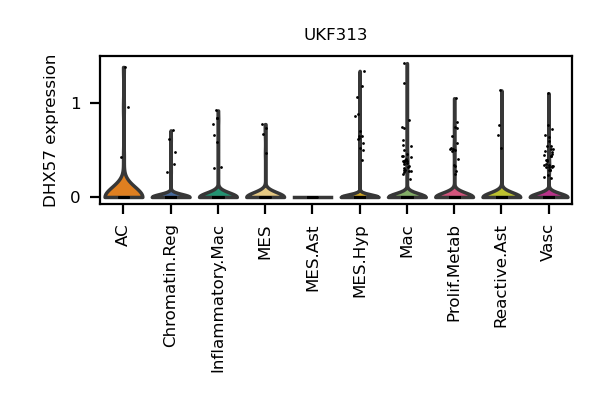 UKF313
DHX57 expression
1
0
AC
Chromatin.Reg
Inflammatory.Mac
MES
MES.Ast
MES.Hyp
Mac
Prolif.Metab
Reactive.Ast
Vasc